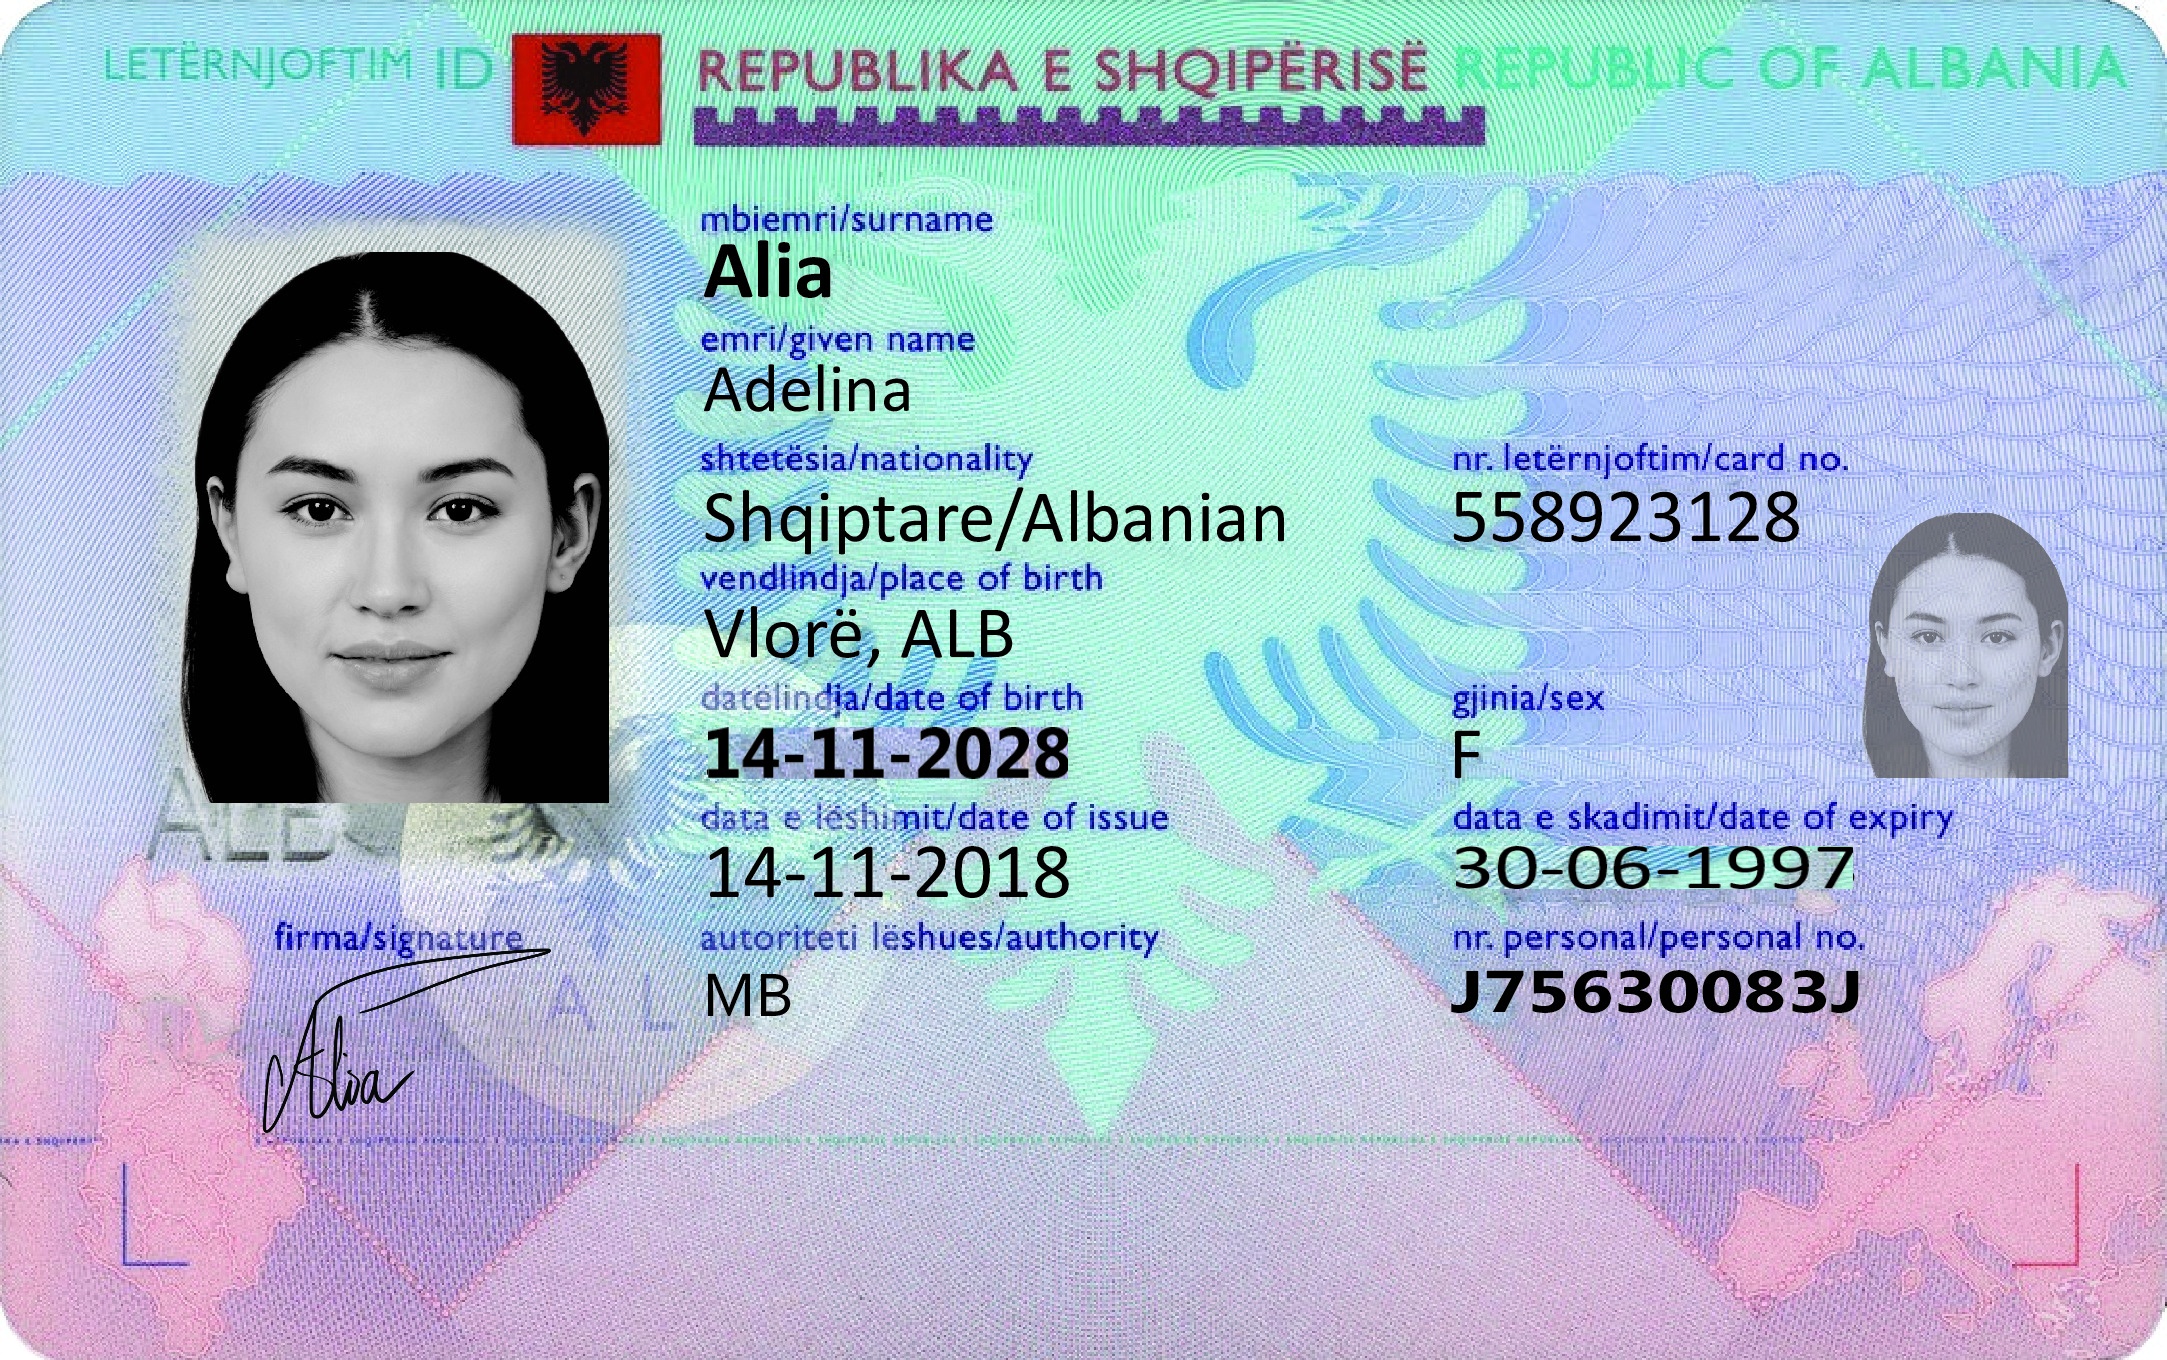 LETËRNJOFTIM ID REPUBLIKA E SHQIPËRISË REPUBLIC OF ALBANIA
mbiemri/surname
Alia
emri/given name
Adelina
shtetësia/nationality nr. letërnjoftim/card no.
Shqiptare/Albanian 558923128
vendlindja/place of birth
Vlorë, ALB
datëlindja/date of birth gjinia/sex
14-11-2028 F
data e lëshimit/date of issue data e skadimit/date of expiry
14-11-2018 30-06-1997
ALB
firma/signature autoriteti lëshues/authority nr. personal/personal no.
MB J75630083J
A L
Alia